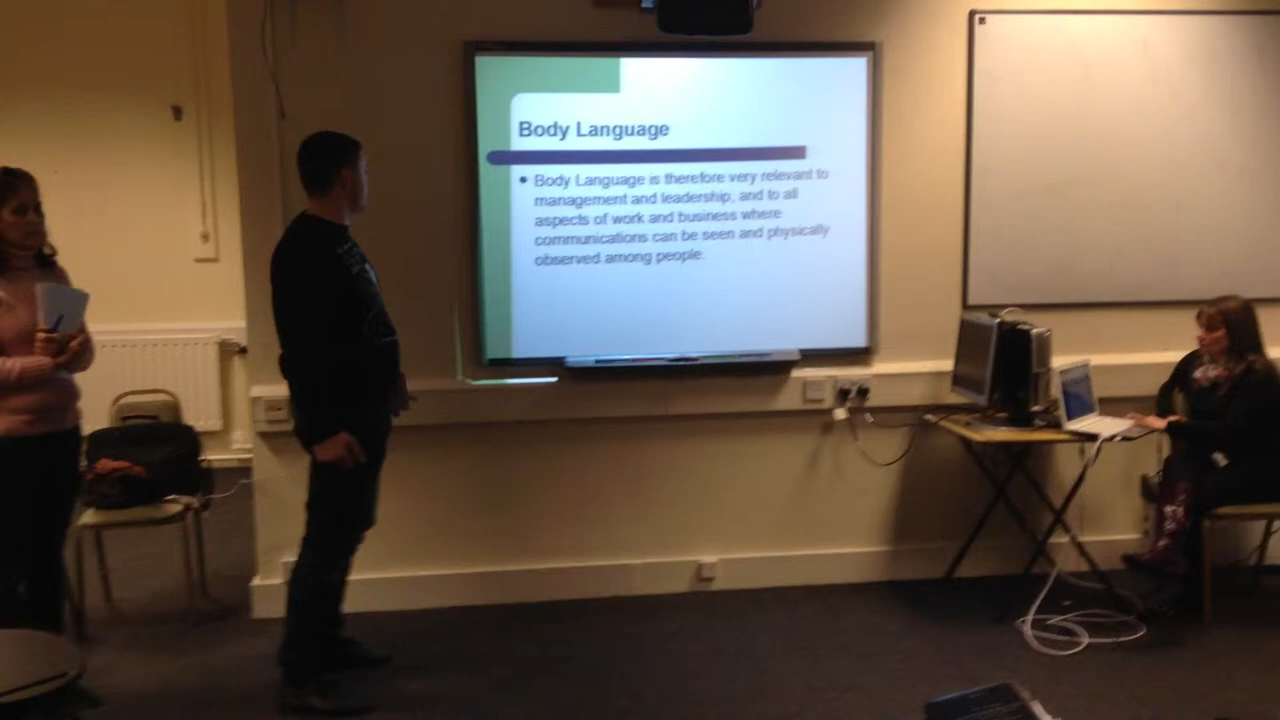 Body Language
• Body Language is therefore very relevant to
management and leadership, and to all
aspects of work and business where
communications can be seen and physically
observed among people.